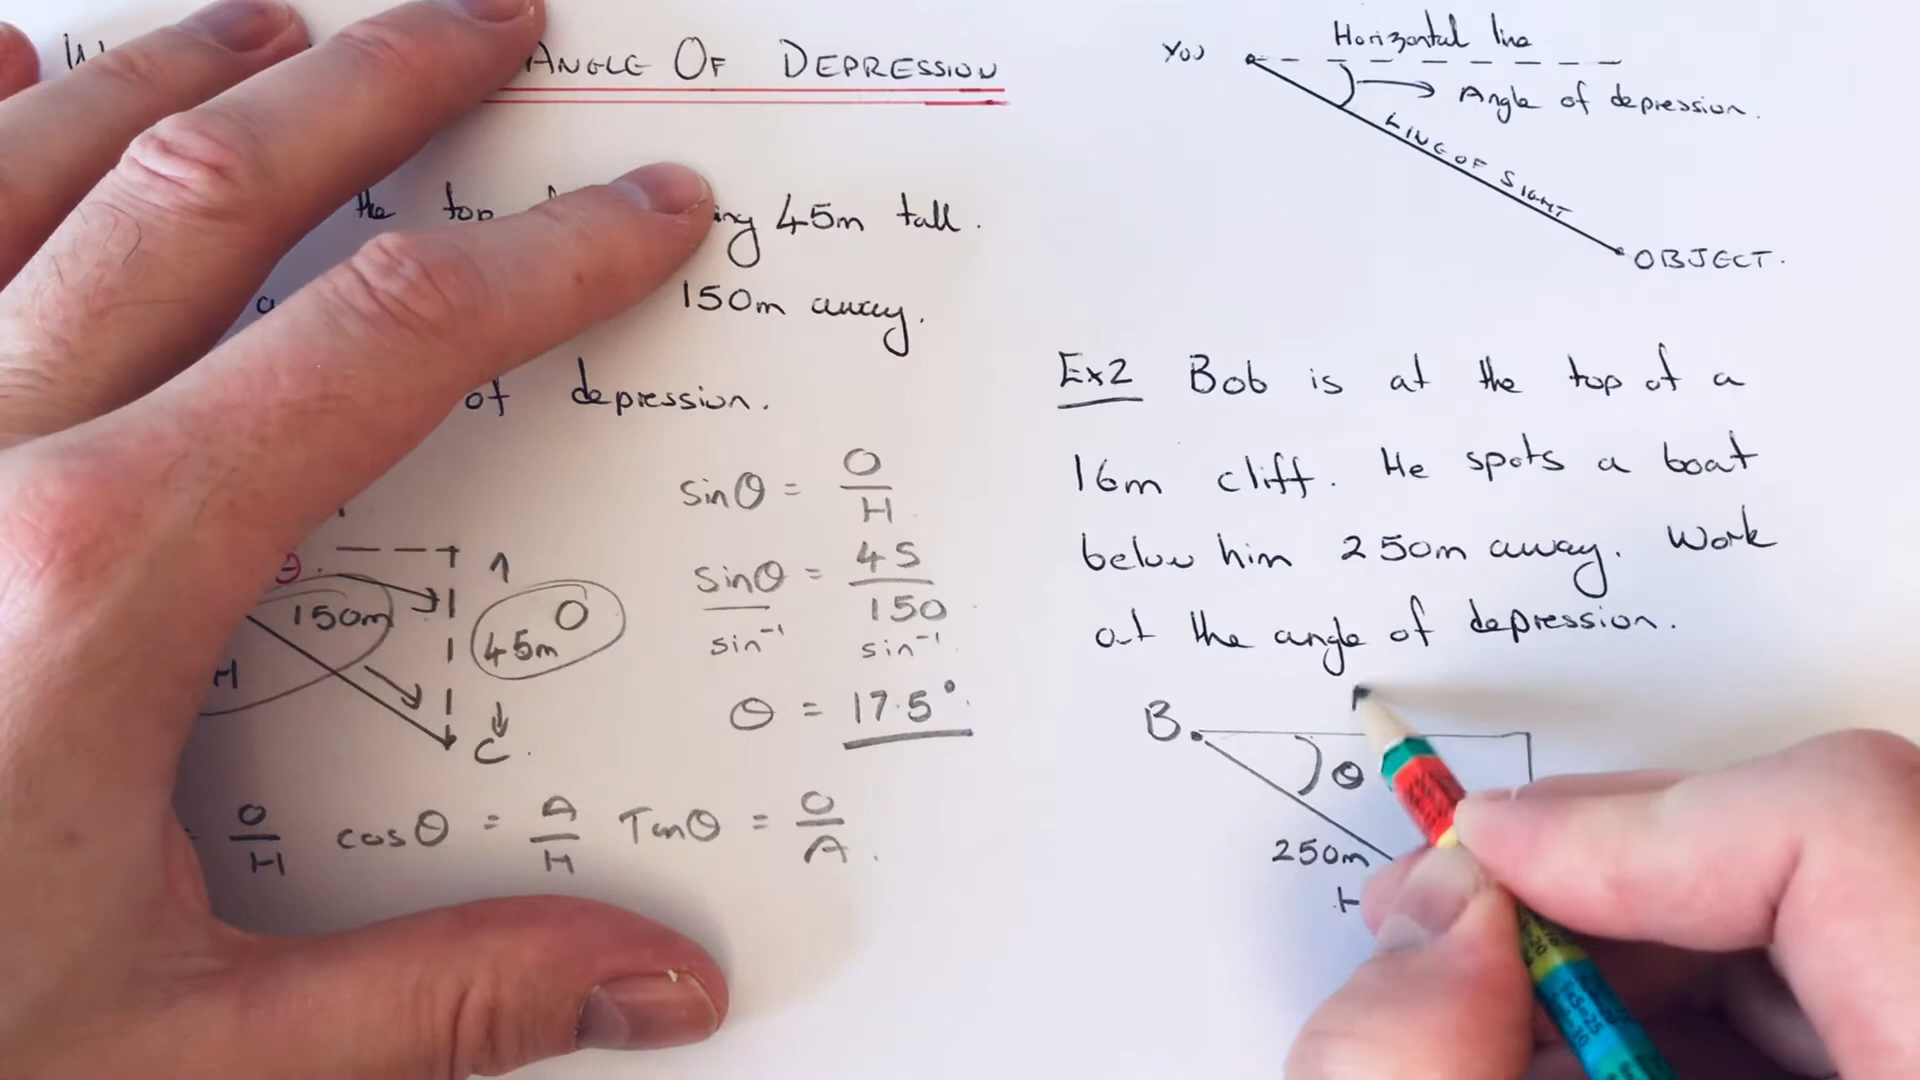 ANGLE OF DEPRESSION
the top 45m tall.
150m away.
of depression.
sinθ = O/H
sinθ = 45/150
sin⁻¹ sin⁻¹
θ = 17.5°
θ
150m
H
O
45m
C.
O/H cosθ = A/H Tanθ = O/A.
YOU
Horizontal line
Angle of depression.
LINE OF SIGHT
OBJECT.
Ex2 Bob is at the top of a
16m cliff. He spots a boat
below him 250m away. Work
out the angle of depression.
B.
θ
250m